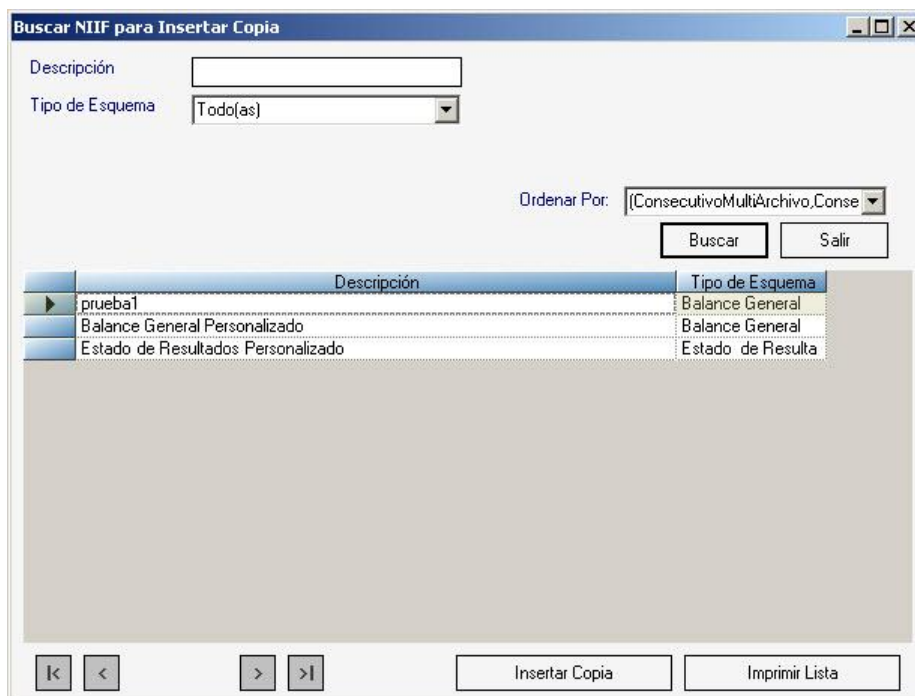 Buscar NIIF para Insertar Copia
Descripción
Tipo de Esquema Todo(as)
Ordenar Por: (ConsecutivoMultiArchivo,Conse
Buscar Salir
Descripción Tipo de Esquema
prueba1 Balance General
Balance General Personalizado Balance General
Estado de Resultados Personalizado Estado de Resulta
Insertar Copia Imprimir Lista